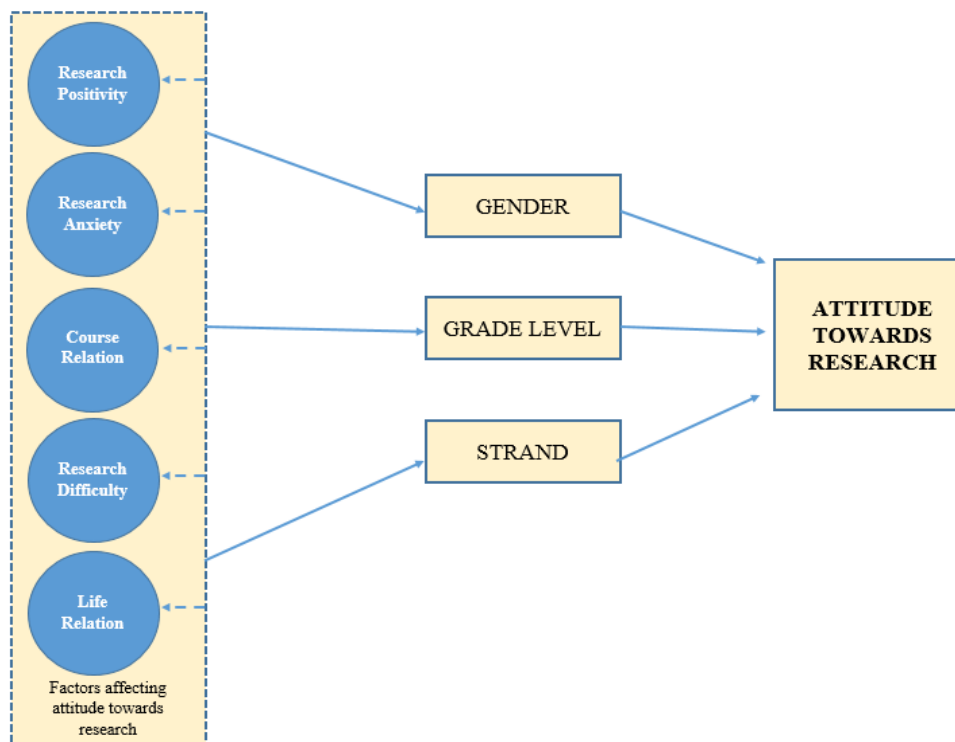 Research
Positivity
Research
Anxiety
Course
Relation
Research
Difficulty
Life
Relation
Factors affecting
attitude towards
research
GENDER
GRADE LEVEL
STRAND
ATTITUDE
TOWARDS
RESEARCH